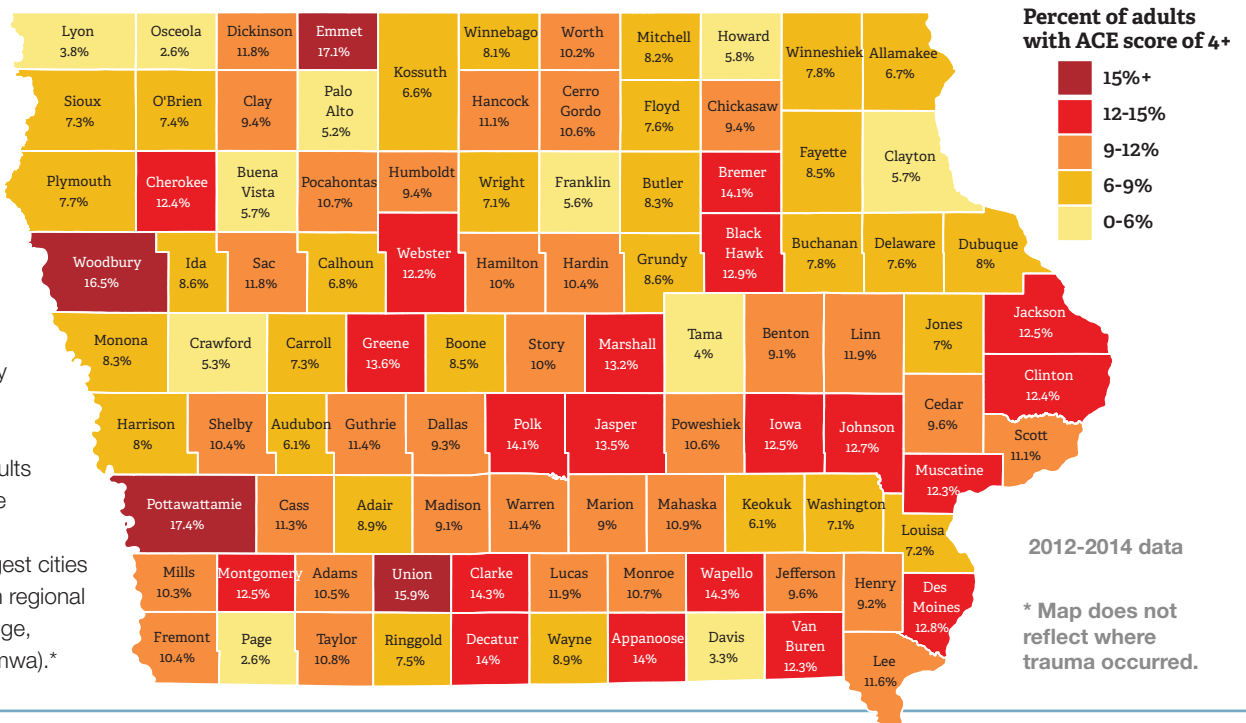 Percent of adults
with ACE score of 4+
15%+
12-15%
9-12%
6-9%
0-6%
Lyon
3.8%
Osceola
2.6%
Dickinson
11.8%
Emmet
17.1%
Kossuth
6.6%
Winnebago
8.1%
Worth
10.2%
Mitchell
8.2%
Howard
5.8%
Winneshiek
7.8%
Allamakee
6.7%
Sioux
7.3%
O'Brien
7.4%
Clay
9.4%
Palo
Alto
5.2%
Hancock
11.1%
Cerro
Gordo
10.6%
Floyd
7.6%
Chickasaw
9.4%
Fayette
8.5%
Clayton
5.7%
Plymouth
7.7%
Cherokee
12.4%
Buena
Vista
5.7%
Pocahontas
10.7%
Humboldt
9.4%
Wright
7.1%
Franklin
5.6%
Butler
8.3%
Bremer
14.1%
Woodbury
16.5%
Ida
8.6%
Sac
11.8%
Calhoun
6.8%
Webster
12.2%
Hamilton
10%
Hardin
10.4%
Grundy
8.6%
Black
Hawk
12.9%
Buchanan
7.8%
Delaware
7.6%
Dubuque
8%
Monona
8.3%
Crawford
5.3%
Carroll
7.3%
Greene
13.6%
Boone
8.5%
Story
10%
Marshall
13.2%
Tama
4%
Benton
9.1%
Linn
11.9%
Jones
7%
Jackson
12.5%
Clinton
12.4%
Harrison
8%
Shelby
10.4%
Audubon
6.1%
Guthrie
11.4%
Dallas
9.3%
Polk
14.1%
Jasper
13.5%
Poweshiek
10.6%
Iowa
12.5%
Johnson
12.7%
Cedar
9.6%
Scott
11.1%
Muscatine
12.3%
Pottawattamie
17.4%
Cass
11.3%
Adair
8.9%
Madison
9.1%
Warren
11.4%
Marion
9%
Mahaska
10.9%
Keokuk
6.1%
Washington
7.1%
Louisa
7.2%
Mills
10.3%
Montgomery
12.5%
Adams
10.5%
Union
15.9%
Clarke
14.3%
Lucas
11.9%
Monroe
10.7%
Wapello
14.3%
Jefferson
9.6%
Henry
9.2%
Des
Moines
12.8%
Fremont
10.4%
Page
2.6%
Taylor
10.8%
Ringgold
7.5%
Decatur
14%
Wayne
8.9%
Appanoose
14%
Davis
3.3%
Van
Buren
12.3%
Lee
11.6%
y
ults
e
gest cities
n regional
ge,
nwa).*
2012-2014 data
* Map does not
reflect where
trauma occurred.